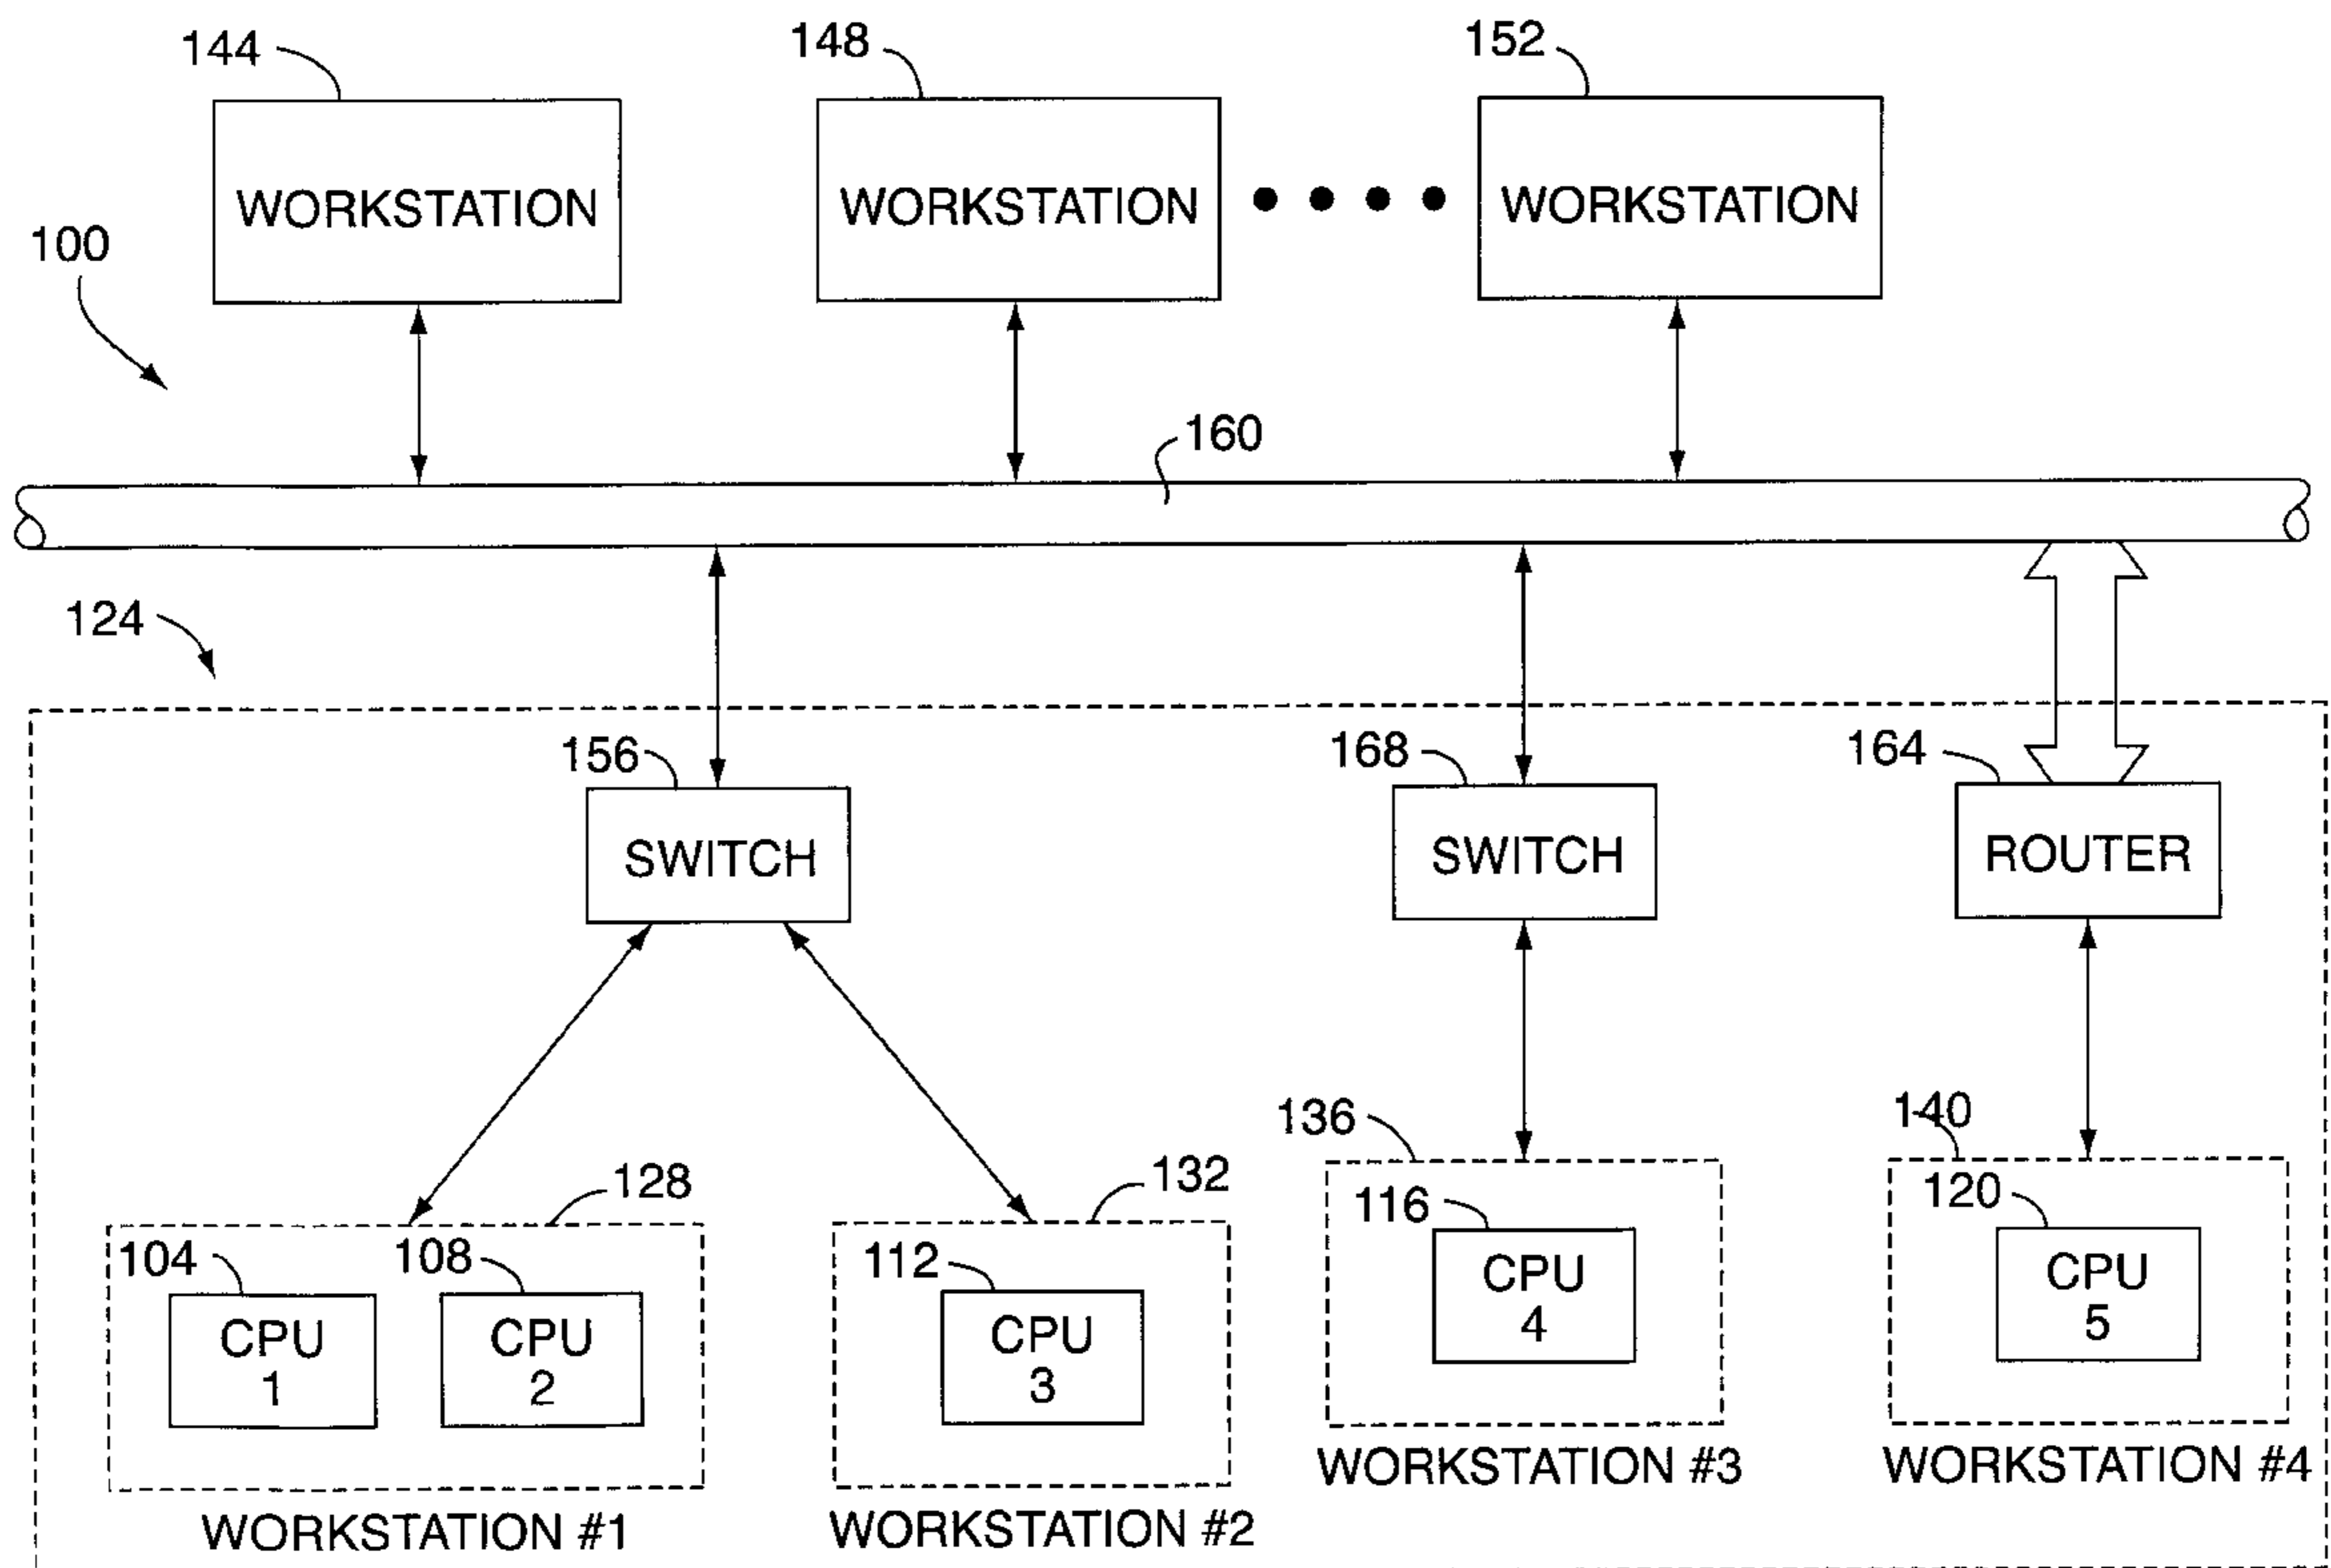 144
148
152
WORKSTATION
WORKSTATION
WORKSTATION
100
160
124
156
168
164
SWITCH
SWITCH
ROUTER
128
132
136
140
104
108
112
116
120
CPU
1
CPU
2
CPU
3
CPU
4
CPU
5
WORKSTATION #1
WORKSTATION #2
WORKSTATION #3
WORKSTATION #4